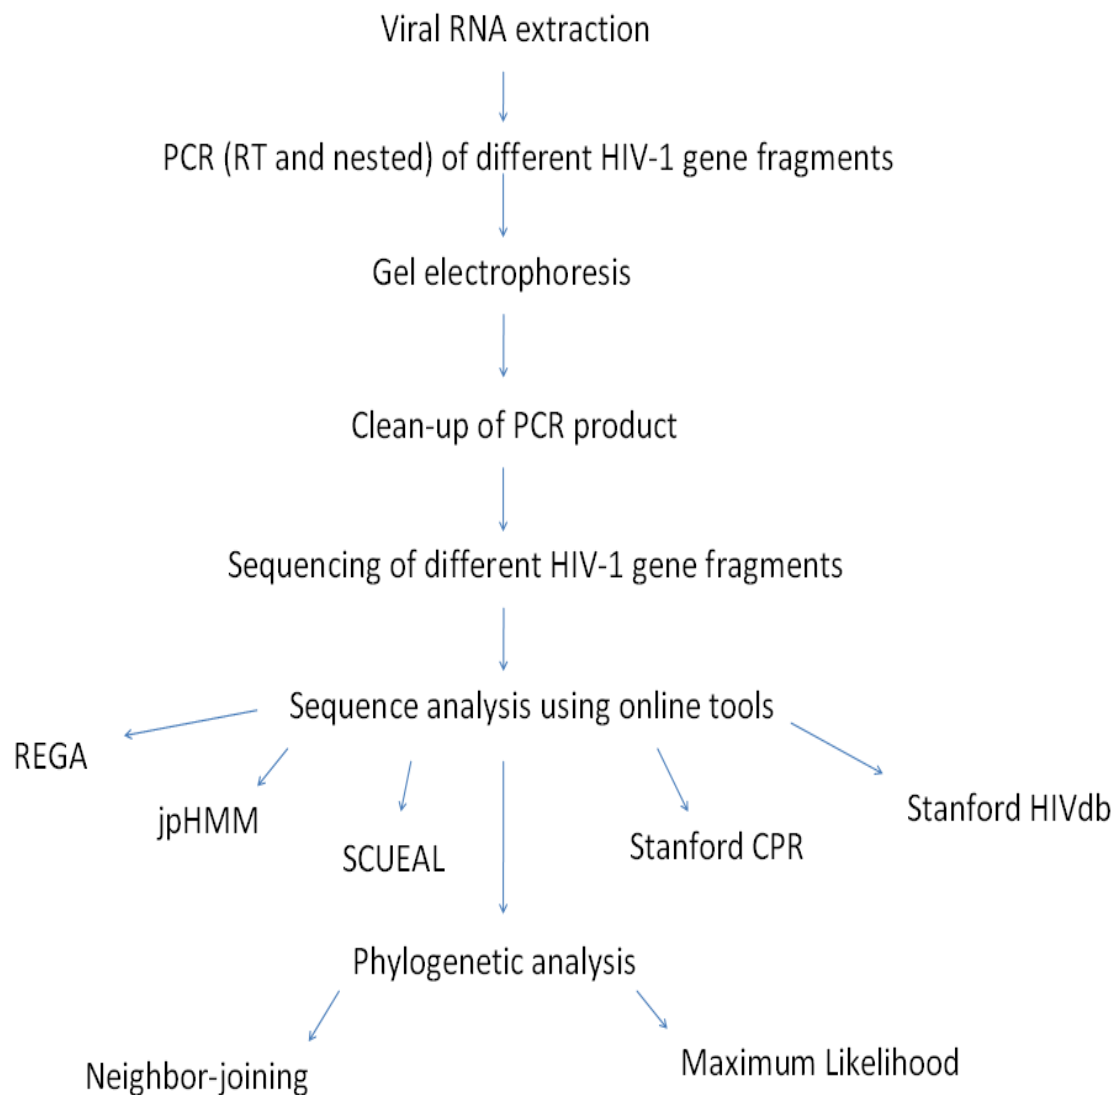 Viral RNA extraction
PCR (RT and nested) of different HIV-1 gene fragments
Gel electrophoresis
Clean-up of PCR product
Sequencing of different HIV-1 gene fragments
Sequence analysis using online tools
REGA
jpHMM
SCUEAL
Stanford CPR
Stanford HIVdb
Phylogenetic analysis
Neighbor-joining
Maximum Likelihood